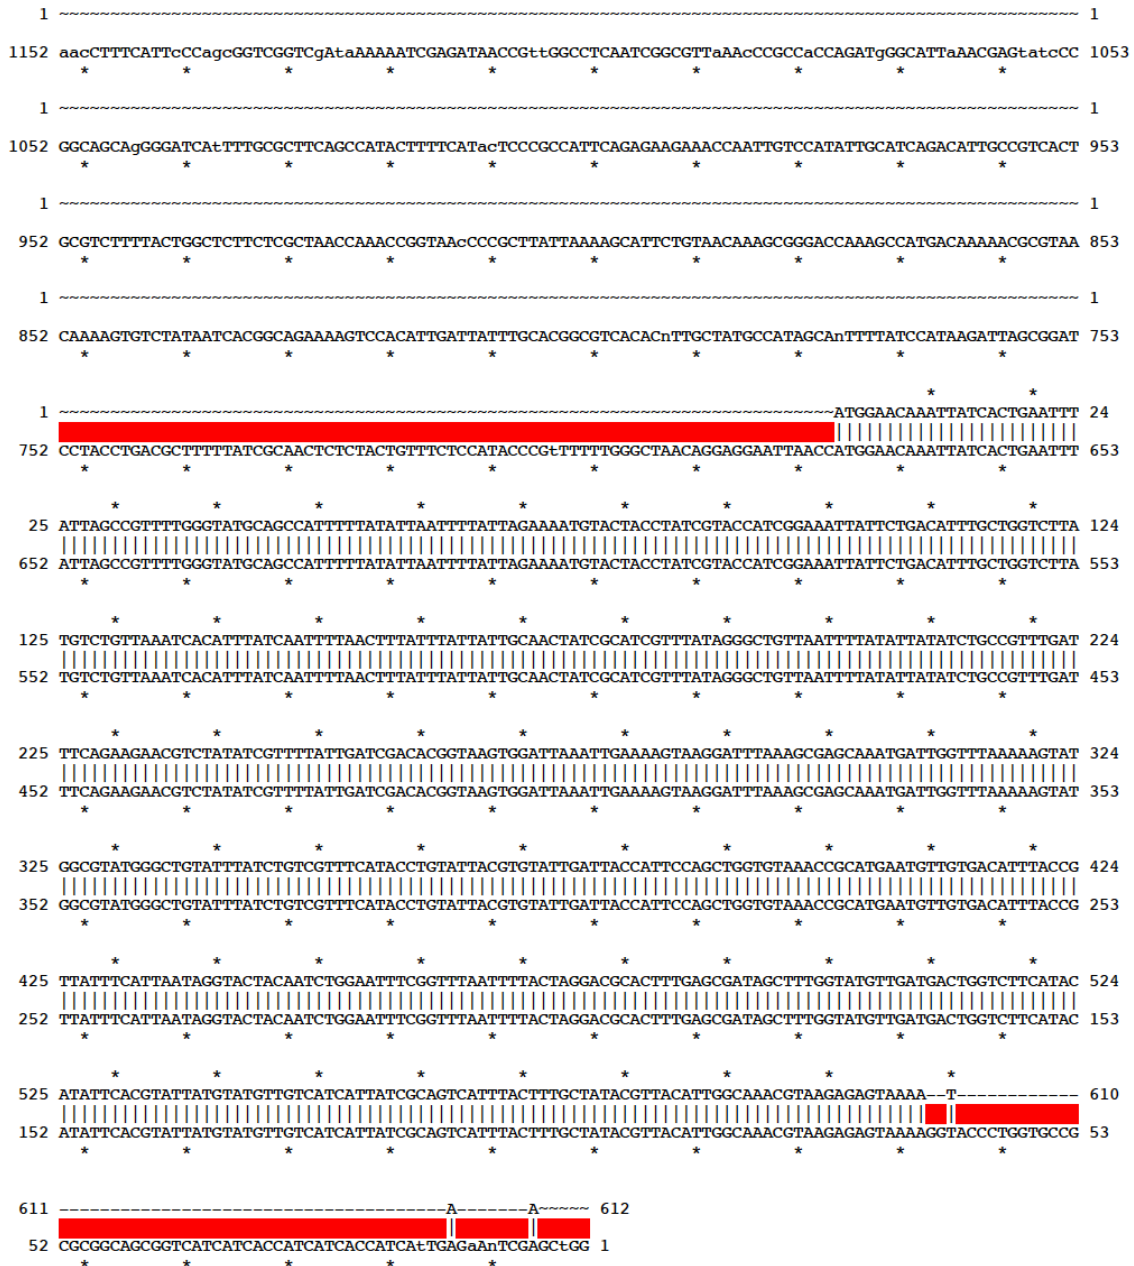 1 ~~~~~~~~~~~~~~~~~~~~~~~~~~~~~~~~~~~~~~~~~~~~~~~~~~~~~~~~~~~~~~~~~~~~~~~~~~~~~~~~~~~~~~~~~~~~~~~~~~~~ 1
1152 aacCTTTCATTcCCagcGGTCGGTCgAtaAAAAAATCGAGATAACCGttGGCCTCAATCGGCGTTaAAcCCGCCaCCAGATgGGCATTaAACGAGtatcCC 1053
* * * * * * * * * *
1 ~~~~~~~~~~~~~~~~~~~~~~~~~~~~~~~~~~~~~~~~~~~~~~~~~~~~~~~~~~~~~~~~~~~~~~~~~~~~~~~~~~~~~~~~~~~~~~~~~~~~ 1
1052 GGCAGCAgGGGATCAtTTTGCGCTTCAGCCATACTTTTCATacTCCCGCCATTCAGAGAAGAAACCAATTGTCCATATTGCATCAGACATTGCCGTCACT 953
* * * * * * * * * *
1 ~~~~~~~~~~~~~~~~~~~~~~~~~~~~~~~~~~~~~~~~~~~~~~~~~~~~~~~~~~~~~~~~~~~~~~~~~~~~~~~~~~~~~~~~~~~~~~~~~~~~ 1
952 GCGTCTTTTACTGGCTCTTCTCGCTAACCAAACCGGTAAcCCCGCTTATTAAAAGCATTCTGTAACAAAGCGGGACCAAAGCCATGACAAAAACGCGTAA 853
* * * * * * * * * *
1 ~~~~~~~~~~~~~~~~~~~~~~~~~~~~~~~~~~~~~~~~~~~~~~~~~~~~~~~~~~~~~~~~~~~~~~~~~~~~~~~~~~~~~~~~~~~~~~~~~~~~ 1
852 CAAAAGTGTCTATAATCACGGCAGAAAAGTCCACATTGATTATTTGCACGGCGTCACACnTTGCTATGCCATAGCAnTTTTATCCATAAGATTAGCGGAT 753
* * * * * * * * * *
* *
1 ~~~~~~~~~~~~~~~~~~~~~~~~~~~~~~~~~~~~~~~~~~~~~~~~~~~~~~~~~~~~~~~~~~~~~~~~~~~~ATGGAACAAATTATCACTGAATTT 24
752 CCTACCTGACGCTTTTTATCGCAACTCTCTACTGTTTCTCCATACCCGtTTTTTTGGGCTAACAGGAGGAATTAACCATGGAACAAATTATCACTGAATTT 653
* * * * * * * * * *
* * * * * * * * * *
25 ATTAGCCGTTTTGGGTATGCAGCCATTTTTATATTAATTTTATTAGAAAATGTACTACCTATCGTACCATCGGAAATTATTCTGACATTTGCTGGTCTTA 124
652 ATTAGCCGTTTTGGGTATGCAGCCATTTTTATATTAATTTTATTAGAAAATGTACTACCTATCGTACCATCGGAAATTATTCTGACATTTGCTGGTCTTA 553
* * * * * * * * * *
* * * * * * * * * *
125 TGTCTGTTAAATCACATTTATCAATTTTAACTTTATTTATTATTGCAACTATCGCATCGTTTATAGGGCTGTTAATTTTATATTATATCTGCCGTTTGAT 224
552 TGTCTGTTAAATCACATTTATCAATTTTAACTTTATTTATTATTGCAACTATCGCATCGTTTATAGGGCTGTTAATTTTATATTATATCTGCCGTTTGAT 453
* * * * * * * * * *
* * * * * * * * * *
225 TTCAGAAGAACGTCTATATCGTTTTATTGATCGACACGGTAAGTGGATTAAATTGAAAAGTAAGGATTTAAAGCGAGCAAATGATTGGTTTAAAAAGTAT 324
452 TTCAGAAGAACGTCTATATCGTTTTATTGATCGACACGGTAAGTGGATTAAATTGAAAAGTAAGGATTTAAAGCGAGCAAATGATTGGTTTAAAAAGTAT 353
* * * * * * * * * *
* * * * * * * * * *
325 GGCGTATGGGCTGTATTTATCTGTCGTTTCATACCTGTATTACGTGTATTGATTACCATTCCAGCTGGTGTAAACCGCATGAATGTTGTGACATTTACCG 424
352 GGCGTATGGGCTGTATTTATCTGTCGTTTCATACCTGTATTACGTGTATTGATTACCATTCCAGCTGGTGTAAACCGCATGAATGTTGTGACATTTACCG 253
* * * * * * * * * *
* * * * * * * * * *
425 TTATTTCATTAATAGGTACTACAATCTGGAATTTCGGTTTAATTTTACTAGGACGCACTTTGAGCGATAGCTTTGGTATGTTGATGACTGGTCTTCATAC 524
252 TTATTTCATTAATAGGTACTACAATCTGGAATTTCGGTTTAATTTTACTAGGACGCACTTTGAGCGATAGCTTTGGTATGTTGATGACTGGTCTTCATAC 153
* * * * * * * * * *
* * * * * * * * *
525 ATATTCACGTATTATGTATGTTGTCATCATTATCGCAGTCATTTACTTTGCTATACGTTACATTGGCAAACGTAAGAGAGTAAAA--T------------ 610
152 ATATTCACGTATTATGTATGTTGTCATCATTATCGCAGTCATTTACTTTGCTATACGTTACATTGGCAAACGTAAGAGAGTAAAAGGTACCCTGGTGCCG 53
* * * * * * * * * *
611 --------------------------------------A-------A~~~~~ 612
52 CGCGGCAGCGGTCATCATCACCATCATCACCATCAtTGAGaAnTCGAGCtGG 1
* * * * *